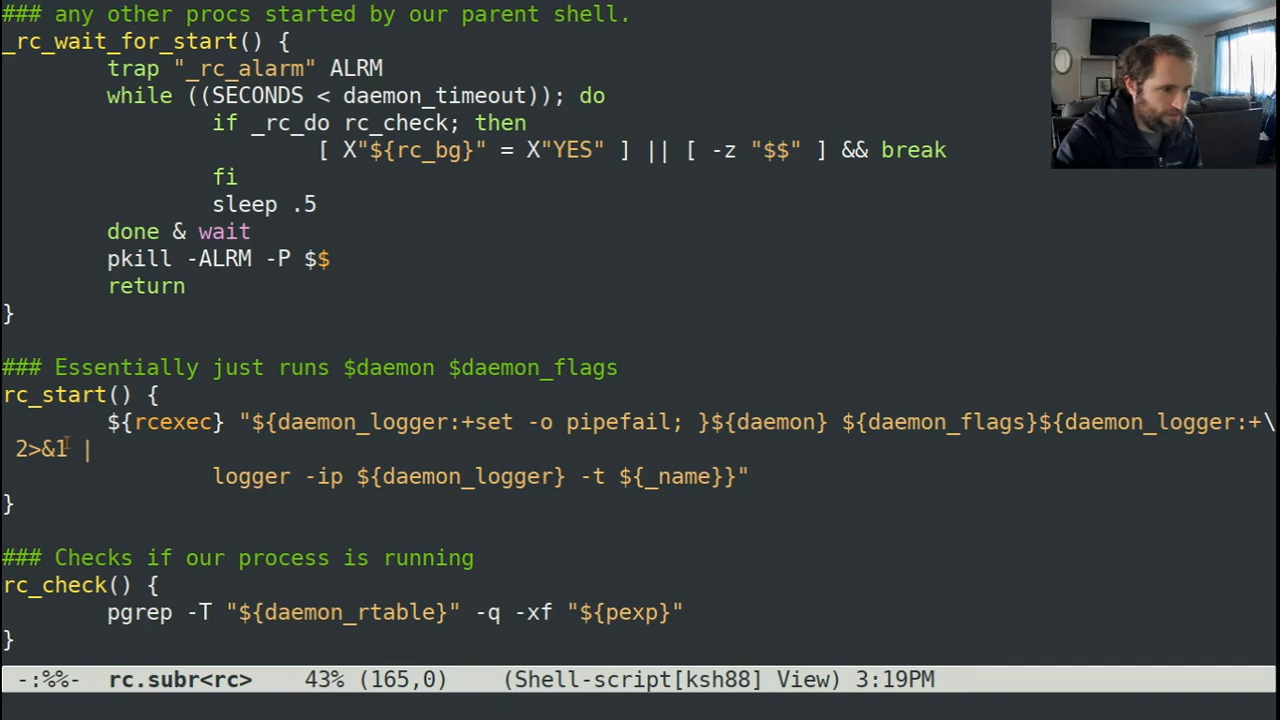 ### any other procs started by our parent shell.
_rc_wait_for_start() {
        trap "_rc_alarm" ALRM
        while ((SECONDS < daemon_timeout)); do
                if _rc_do rc_check; then
                        [ X"${rc_bg}" = X"YES" ] || [ -z "$$" ] && break
                fi
                sleep .5
        done & wait
        pkill -ALRM -P $$
        return
}
### Essentially just runs $daemon $daemon_flags
rc_start() {
        ${rcexec} "${daemon_logger:+set -o pipefail; }${daemon} ${daemon_flags}${daemon_logger:+\
 2>&1 |
                logger -ip ${daemon_logger} -t ${_name}}"
}
### Checks if our process is running
rc_check() {
        pgrep -T "${daemon_rtable}" -q -xf "${pexp}"
}
-:%%-  rc.subr<rc>    43% (165,0)    (Shell-script[ksh88] View) 3:19PM